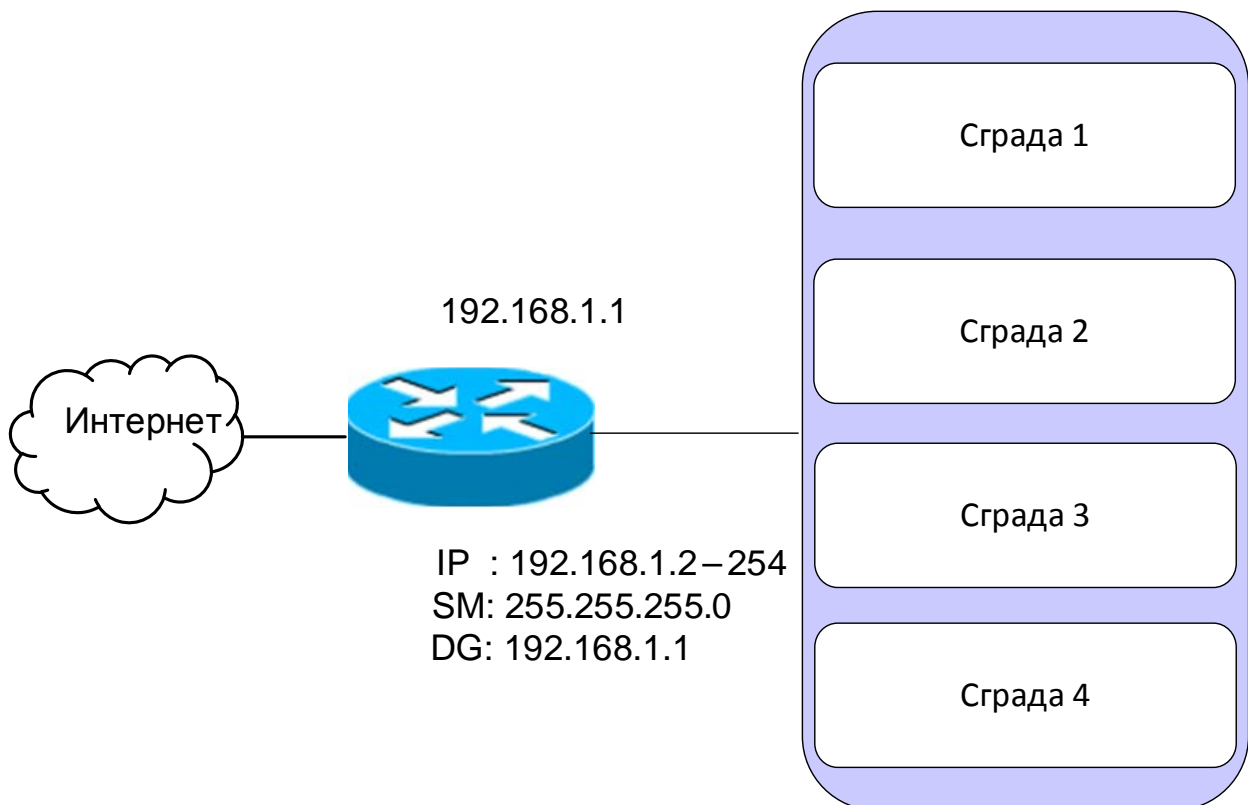 Сграда 1
192.168.1.1
Сграда 2
Интернет
Сграда 3
IP : 192.168.1.2–254
SM: 255.255.255.0
DG: 192.168.1.1
Сграда 4